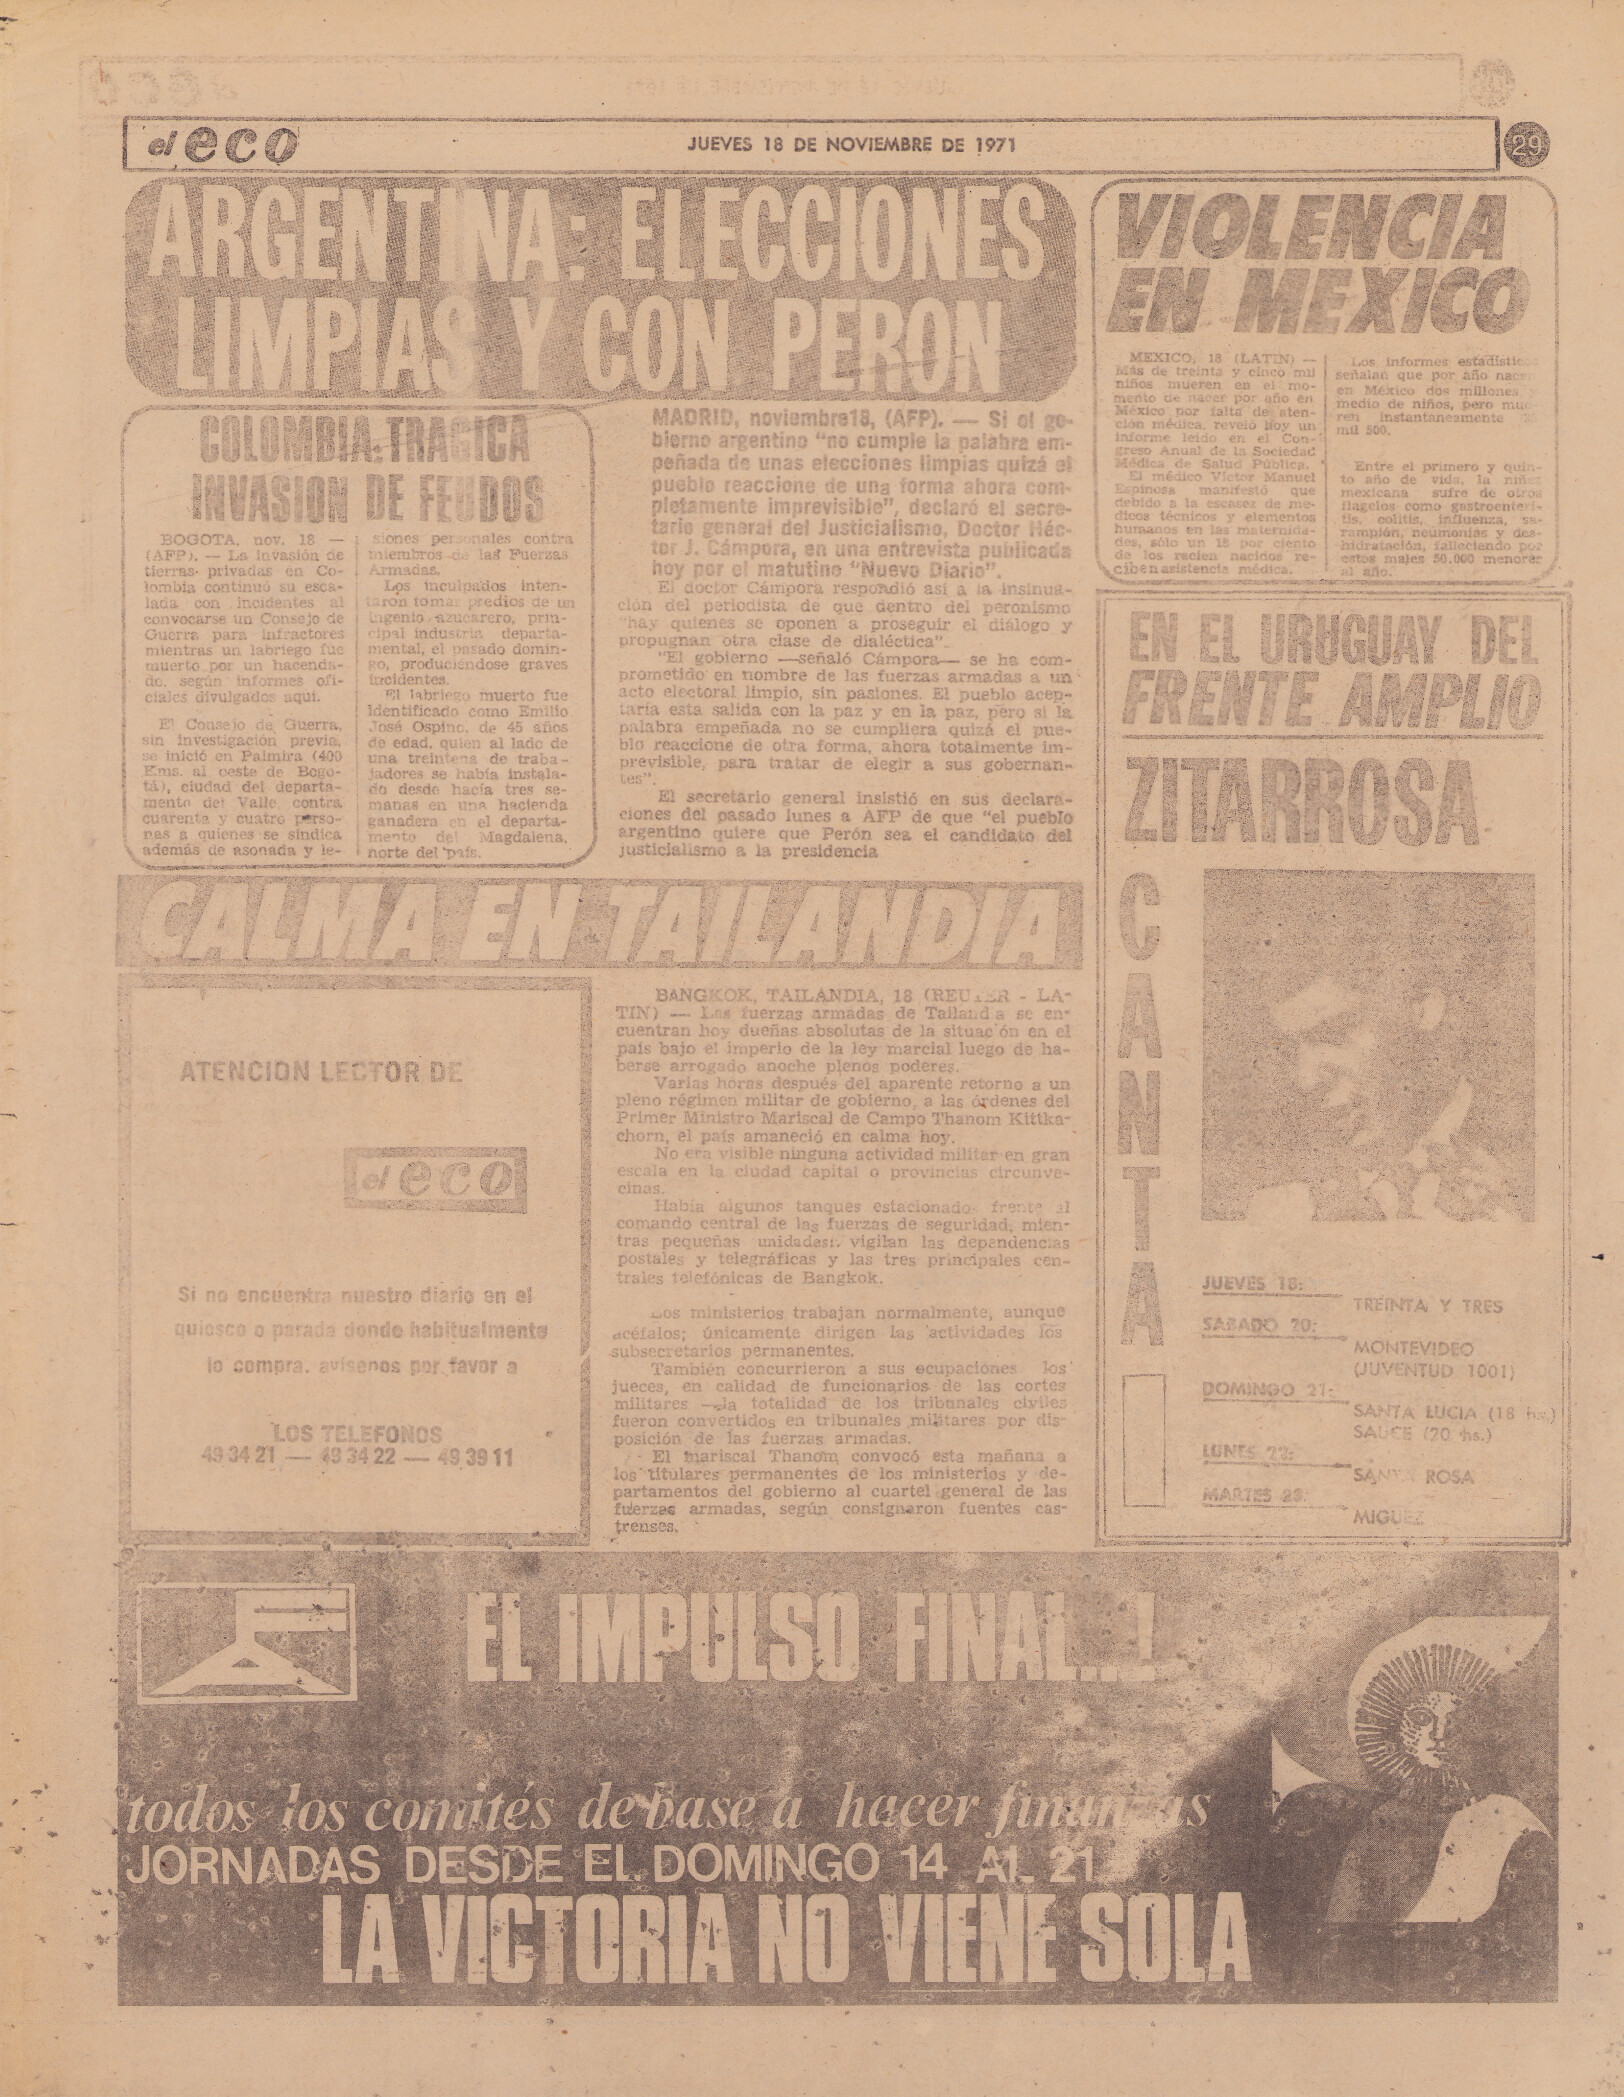 el eco
JUEVES 18 DE NOVIEMBRE DE 1971
29
ARGENTINA: ELECCIONES
LIMPIAS Y CON PERON
COLOMBIA: TRAGICA
INVASION DE FEUDOS
BOGOTA, nov. 18 —
(AFP). — La invasión de
tierras privadas en Co-
lombia continuó su esca-
lada con incidentes al
convocarse un Consejo de
Guerra para infractores
mientras un labriego fue
muerto por un hacenda-
do, según informes ofi-
ciales divulgados aquí.
El Consejo de Guerra,
sin investigación previa,
se inició en Palmira (400
Kms. al oeste de Bogo-
tá), ciudad del departa-
mento del Valle, contra
cuarenta y cuatro perso-
nas a quienes se sindica
además de asonada y le-
siones personales contra
miembros de las Fuerzas
Armadas.
Los inculpados inten-
taron tomar predios de un
ingenio azucarero, prin-
cipal industria departa-
mental, el pasado domin-
go, produciéndose graves
incidentes.
El labriego muerto fue
identificado como Emilio
José Ospino, de 45 años
de edad, quien al lado de
una treintena de traba-
jadores se había instala-
do desde hacía tres se-
manas en una hacienda
ganadera en el departa-
mento del Magdalena,
norte del país.
MADRID, noviembre18, (AFP). — Si el go-
bierno argentino "no cumple la palabra em-
peñada de unas elecciones limpias quizá el
pueblo reaccione de una forma ahora com-
pletamente imprevisible", declaró el secre-
tario general del Justicialismo, Doctor Héc-
tor J. Cámpora, en una entrevista publicada
hoy por el matutino "Nuevo Diario".
El doctor Cámpora respondió así a la insinua-
ción del periodista de que dentro del peronismo
"hay quienes se oponen a proseguir el diálogo y
propugnan otra clase de dialéctica".
"El gobierno —señaló Cámpora— se ha com-
prometido en nombre de las fuerzas armadas a un
acto electoral limpio, sin pasiones. El pueblo acep-
taría esta salida con la paz y en la paz, pero si la
palabra empeñada no se cumpliera quizá el pue-
blo reaccione de otra forma, ahora totalmente im-
previsible, para tratar de elegir a sus gobernan-
tes".
El secretario general insistió en sus declara-
ciones del pasado lunes a AFP de que "el pueblo
argentino quiere que Perón sea el candidato del
justicialismo a la presidencia
VIOLENCIA
EN MEXICO
MEXICO, 18 (LATIN) —
Más de treinta y cinco mil
niños mueren en el mo-
mento de nacer por año en
México por falta de aten-
ción médica, reveló hoy un
informe leído en el Con-
greso Anual de la Sociedad
Médica de Salud Pública.
El médico Víctor Manuel
Espinosa manifestó que
debido a la escasez de me-
dicos técnicos y elementos
humanos en las maternida-
des, sólo un 18 por ciento
de los recien nacidos re-
ciben asistencia médica.
Los informes
señalan que por año
en México dos millones y
medio de niños, pero
instantaneamente
mil 500.
Entre el primero y quin-
to año de vida, la niñez
mexicana sufre de otros
flagelos como gastroenteri-
tis, colitis, influenza, sa-
rampión, neumonías y des-
hidratación, falleciendo por
estos males 50.000 menores
al año.
EN EL URUGUAY DEL
FRENTE AMPLIO
ZITARROSA
CANTA
JUEVES 18:
TREINTA Y TRES
SABADO 20:
MONTEVIDEO
(JUVENTUD 1001)
DOMINGO 21:
SANTA LUCIA (18 hs.)
SAUCE (20 hs.)
LUNES 22:
SANTA ROSA
MARTES 23:
MIGUEZ
CALMA EN TAILANDIA
BANGKOK, TAILANDIA, 18 (REUTER - LA-
TIN) — Las fuerzas armadas de Tailandia se en-
cuentran hoy dueñas absolutas de la situación en el
país bajo el imperio de la ley marcial luego de ha-
berse arrogado anoche plenos poderes.
Varias horas después del aparente retorno a un
pleno régimen militar de gobierno, a las órdenes del
Primer Ministro Mariscal de Campo Thanom Kittka-
chorn, el país amaneció en calma hoy.
No era visible ninguna actividad militar en gran
escala en la ciudad capital o provincias circunve-
cinas.
Había algunos tanques estacionados frente al
comando central de las fuerzas de seguridad, mien-
tras pequeñas unidades vigilan las dependencias
postales y telegráficas y las tres principales cen-
trales telefónicas de Bangkok.
Los ministerios trabajan normalmente, aunque
acéfalos; únicamente dirigen las actividades los
subsecretarios permanentes.
También concurrieron a sus ocupaciones los
jueces, en calidad de funcionarios de las cortes
militares —la totalidad de los tribunales civiles
fueron convertidos en tribunales militares por dis-
posición de las fuerzas armadas.
El mariscal Thanom convocó esta mañana a
los titulares permanentes de los ministerios y de-
partamentos del gobierno al cuartel general de las
fuerzas armadas, según consignaron fuentes cas-
trenses.
ATENCION LECTOR DE
el eco
Si no encuentra nuestro diario en el
quiosco o parada donde habitualmente
lo compra, avísenos por favor a
LOS TELEFONOS
49 34 21 — 49 34 22 — 49 39 11
EL IMPULSO FINAL...!
todos los comités de base a hacer finanzas
JORNADAS DESDE EL DOMINGO 14 AL 21
LA VICTORIA NO VIENE SOLA